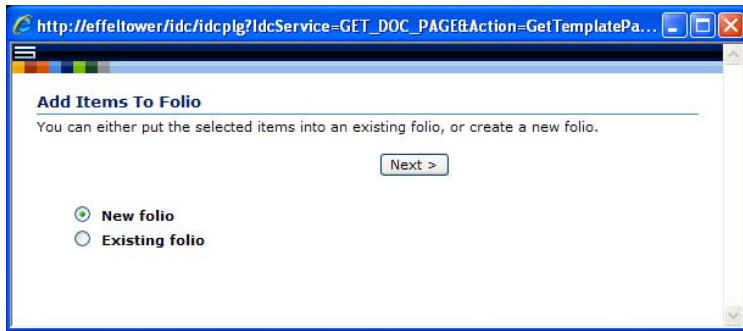 http://effeltower/idc/idcplg?IdcService=GET_DOC_PAGE&Action=GetTemplatePa...
Add Items To Folio
You can either put the selected items into an existing folio, or create a new folio.
Next >
New folio
Existing folio